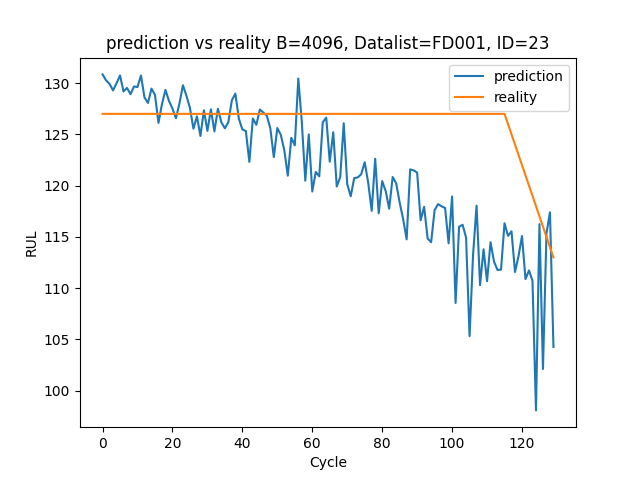 prediction vs reality B=4096, Datalist=FD001, ID=23
prediction
reality
130
125
120
115
110
105
100
RUL
0 20 40 60 80 100 120
Cycle